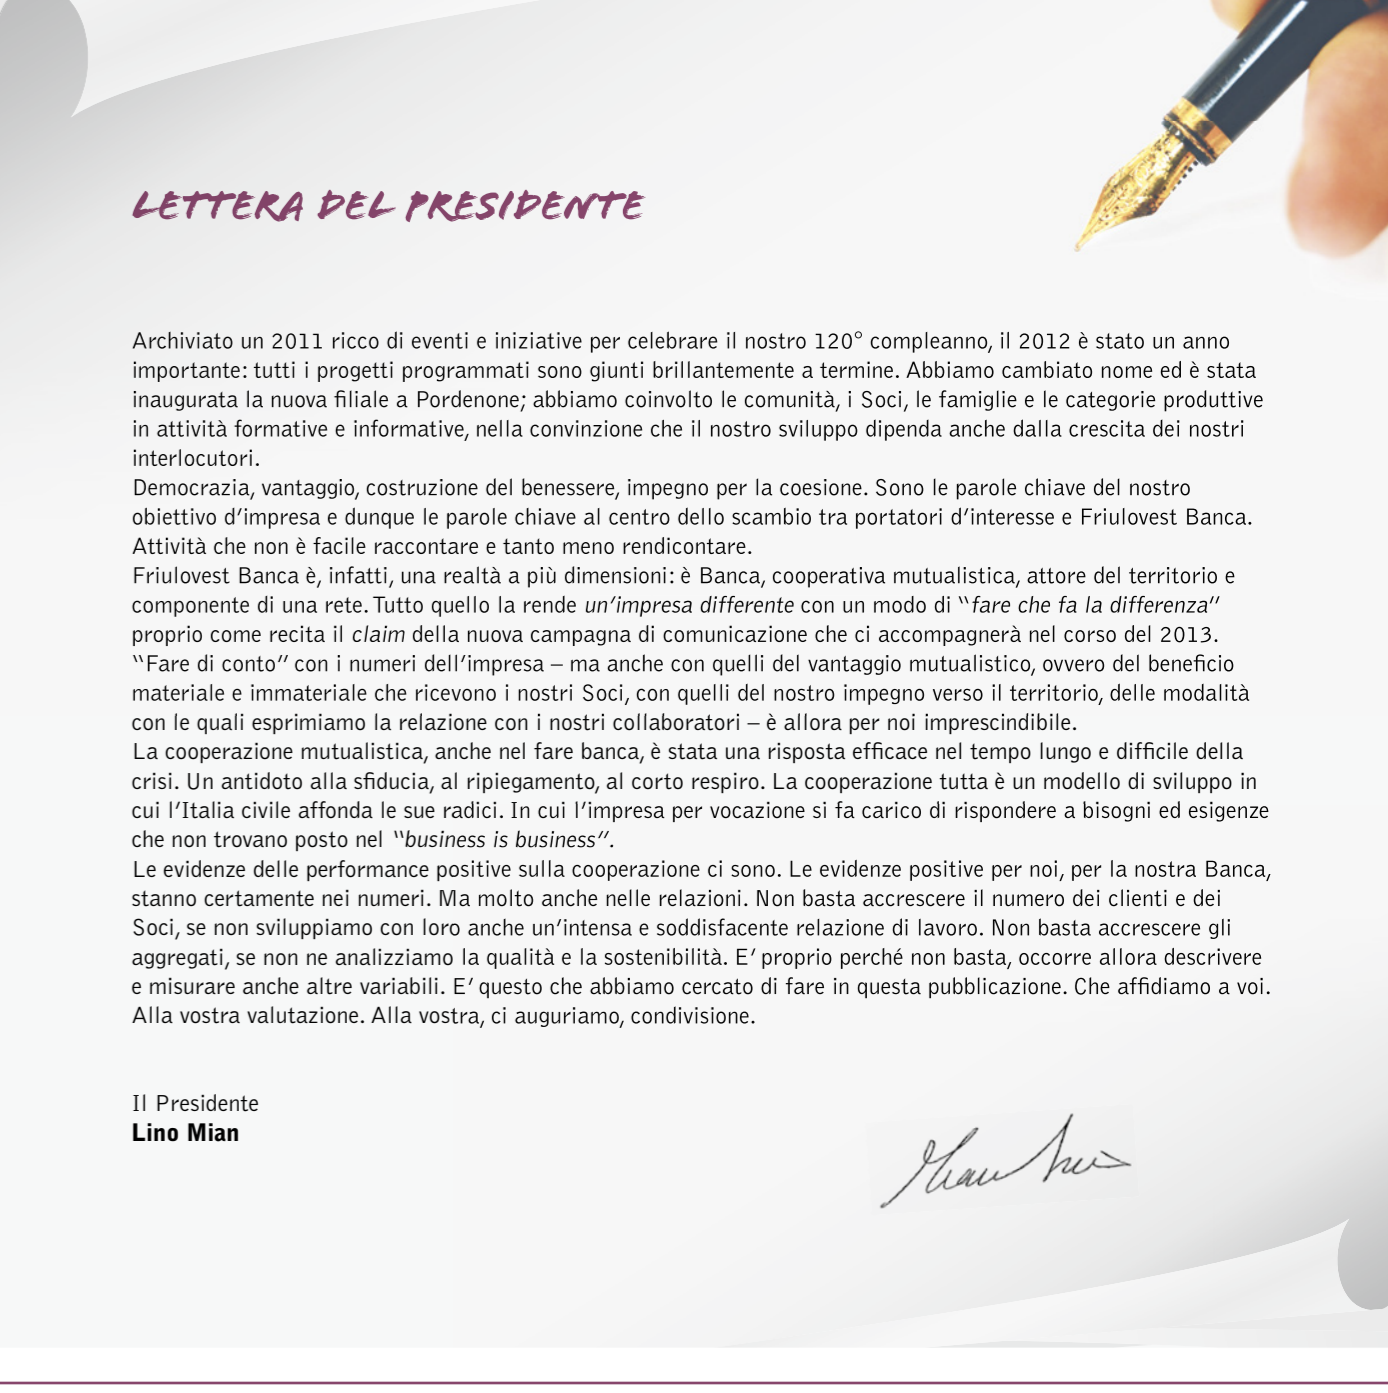 LETTERA DEL PRESIDENTE
Archiviato un 2011 ricco di eventi e iniziative per celebrare il nostro 120° compleanno, il 2012 è stato un anno
importante: tutti i progetti programmati sono giunti brillantemente a termine. Abbiamo cambiato nome ed è stata
inaugurata la nuova filiale a Pordenone; abbiamo coinvolto le comunità, i Soci, le famiglie e le categorie produttive
in attività formative e informative, nella convinzione che il nostro sviluppo dipenda anche dalla crescita dei nostri
interlocutori.
Democrazia, vantaggio, costruzione del benessere, impegno per la coesione. Sono le parole chiave del nostro
obiettivo d’impresa e dunque le parole chiave al centro dello scambio tra portatori d’interesse e Friulovest Banca.
Attività che non è facile raccontare e tanto meno rendicontare.
Friulovest Banca è, infatti, una realtà a più dimensioni: è Banca, cooperativa mutualistica, attore del territorio e
componente di una rete. Tutto quello la rende un’impresa differente con un modo di “fare che fa la differenza”
proprio come recita il claim della nuova campagna di comunicazione che ci accompagnerà nel corso del 2013.
“Fare di conto” con i numeri dell’impresa – ma anche con quelli del vantaggio mutualistico, ovvero del beneficio
materiale e immateriale che ricevono i nostri Soci, con quelli del nostro impegno verso il territorio, delle modalità
con le quali esprimiamo la relazione con i nostri collaboratori – è allora per noi imprescindibile.
La cooperazione mutualistica, anche nel fare banca, è stata una risposta efficace nel tempo lungo e difficile della
crisi. Un antidoto alla sfiducia, al ripiegamento, al corto respiro. La cooperazione tutta è un modello di sviluppo in
cui l’Italia civile affonda le sue radici. In cui l’impresa per vocazione si fa carico di rispondere a bisogni ed esigenze
che non trovano posto nel “business is business”.
Le evidenze delle performance positive sulla cooperazione ci sono. Le evidenze positive per noi, per la nostra Banca,
stanno certamente nei numeri. Ma molto anche nelle relazioni. Non basta accrescere il numero dei clienti e dei
Soci, se non sviluppiamo con loro anche un’intensa e soddisfacente relazione di lavoro. Non basta accrescere gli
aggregati, se non ne analizziamo la qualità e la sostenibilità. E’ proprio perché non basta, occorre allora descrivere
e misurare anche altre variabili. E’ questo che abbiamo cercato di fare in questa pubblicazione. Che affidiamo a voi.
Alla vostra valutazione. Alla vostra, ci auguriamo, condivisione.
Il Presidente
Lino Mian